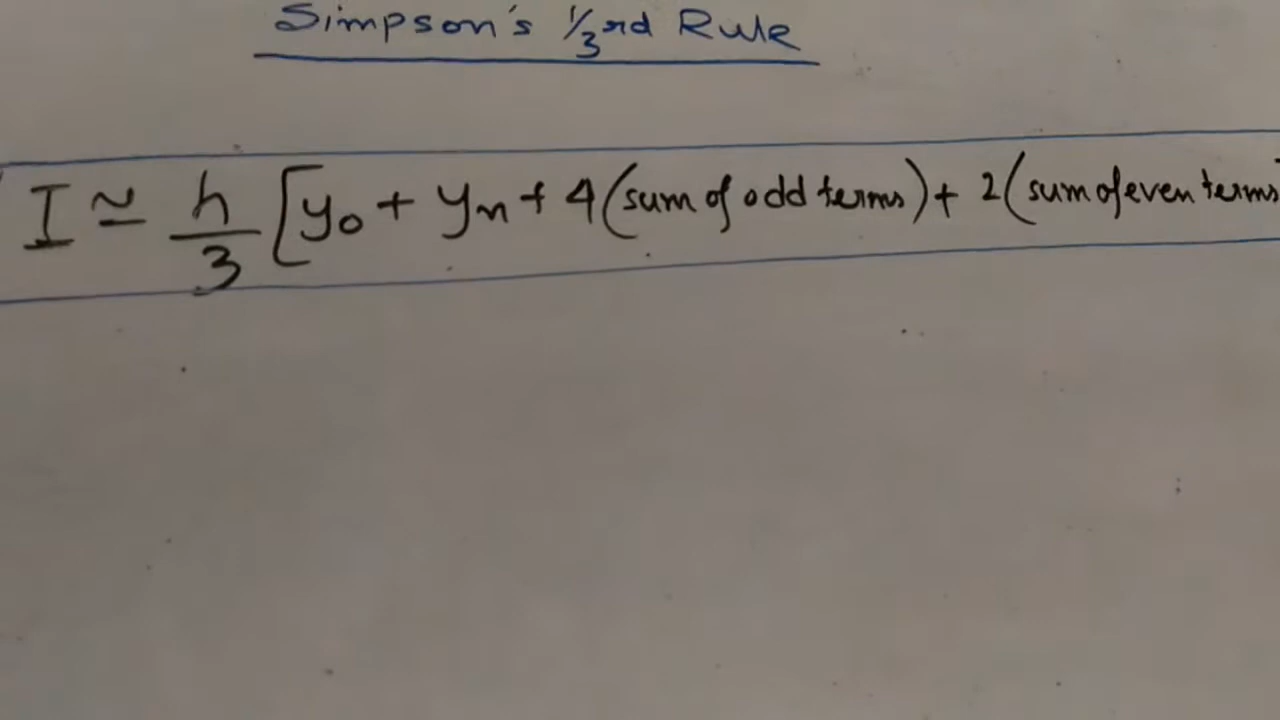 Simpson's 1/3rd Rule
I ≃ h/3 [y₀ + yₙ + 4(sum of odd terms) + 2(sum of even terms